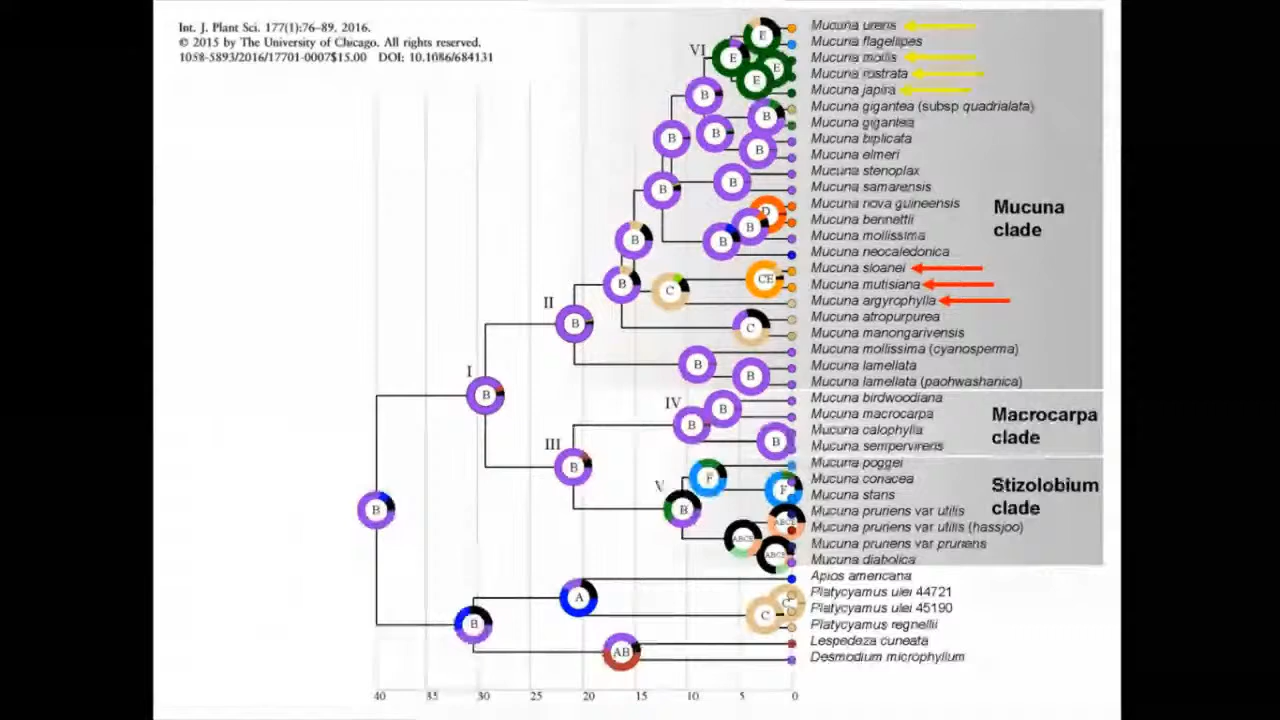 Int. J. Plant Sci. 177(1):76–89. 2016.
© 2015 by The University of Chicago. All rights reserved.
1058-5893/2016/17701-0007$15.00 DOI: 10.1086/684131
Mucuna urens
Mucuna flagellipes
Mucuna mollis
Mucuna rostrata
Mucuna japira
Mucuna gigantea (subsp quadrialata)
Mucuna gigantea
Mucuna biplicata
Mucuna elmeri
Mucuna stenoplax
Mucuna samarensis
Mucuna nova guineensis
Mucuna bennettii
Mucuna mollissima
Mucuna neocaledonica
Mucuna sloanei
Mucuna mutisiana
Mucuna argyrophylla
Mucuna atropurpurea
Mucuna manongarivensis
Mucuna mollissima (cyanosperma)
Mucuna lamellata
Mucuna lamellata (paohwashanica)
Mucuna clade
Mucuna birdwoodiana
Mucuna macrocarpa
Mucuna calophylla
Mucuna sempervirens
Macrocarpa clade
Mucuna poggei
Mucuna coriacea
Mucuna stans
Mucuna pruriens var utilis
Mucuna pruriens var utilis (hassjoo)
Mucuna pruriens var pruriens
Mucuna diabolica
Stizolobium clade
Apios americana
Platycyamus ulei 44721
Platycyamus ulei 45190
Platycyamus regnellii
Lespedeza cuneata
Desmodium microphyllum
VI
E
E
E
E
B
B
B
B
B
B
B
D
B
B
B
B
CE
C
C
II
B
B
B
I
B
IV
B
B
B
III
B
F
F
V
B
ABCE
ABCE
ABCE
B
A
C
C
B
AB
40 35 30 25 20 15 10 5 0